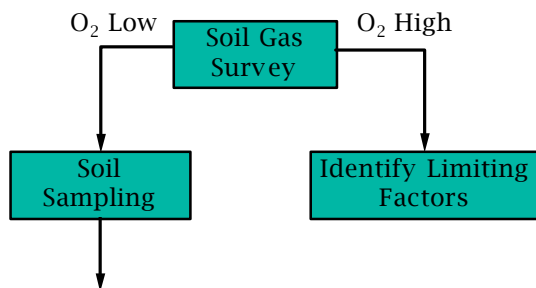 O₂ Low
Soil Gas
Survey
O₂ High
Soil
Sampling
Identify Limiting
Factors